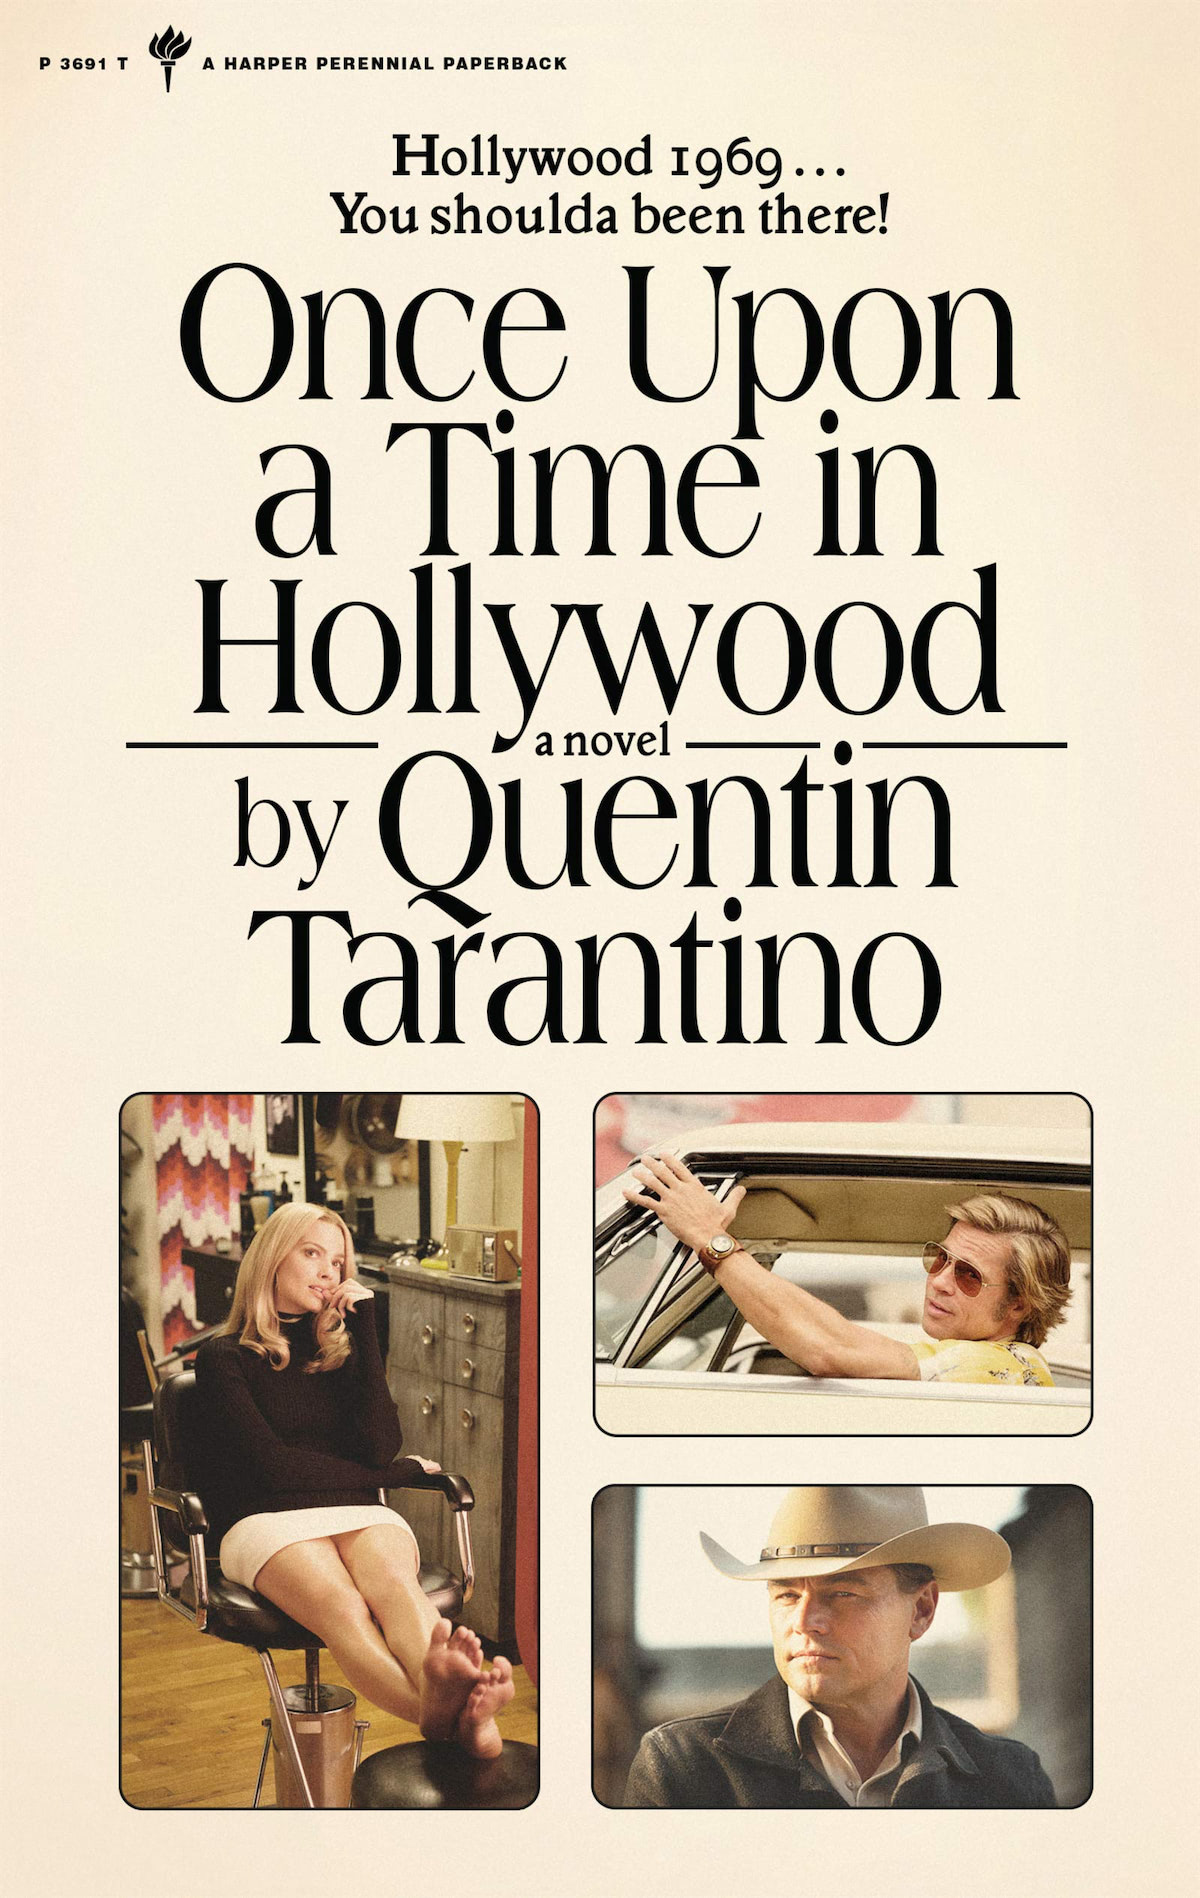 P 3691 T A HARPER PERENNIAL PAPERBACK
Hollywood 1969...
You shoulda been there!
Once Upon
a Time in
Hollywood
a novel
by Quentin
Tarantino